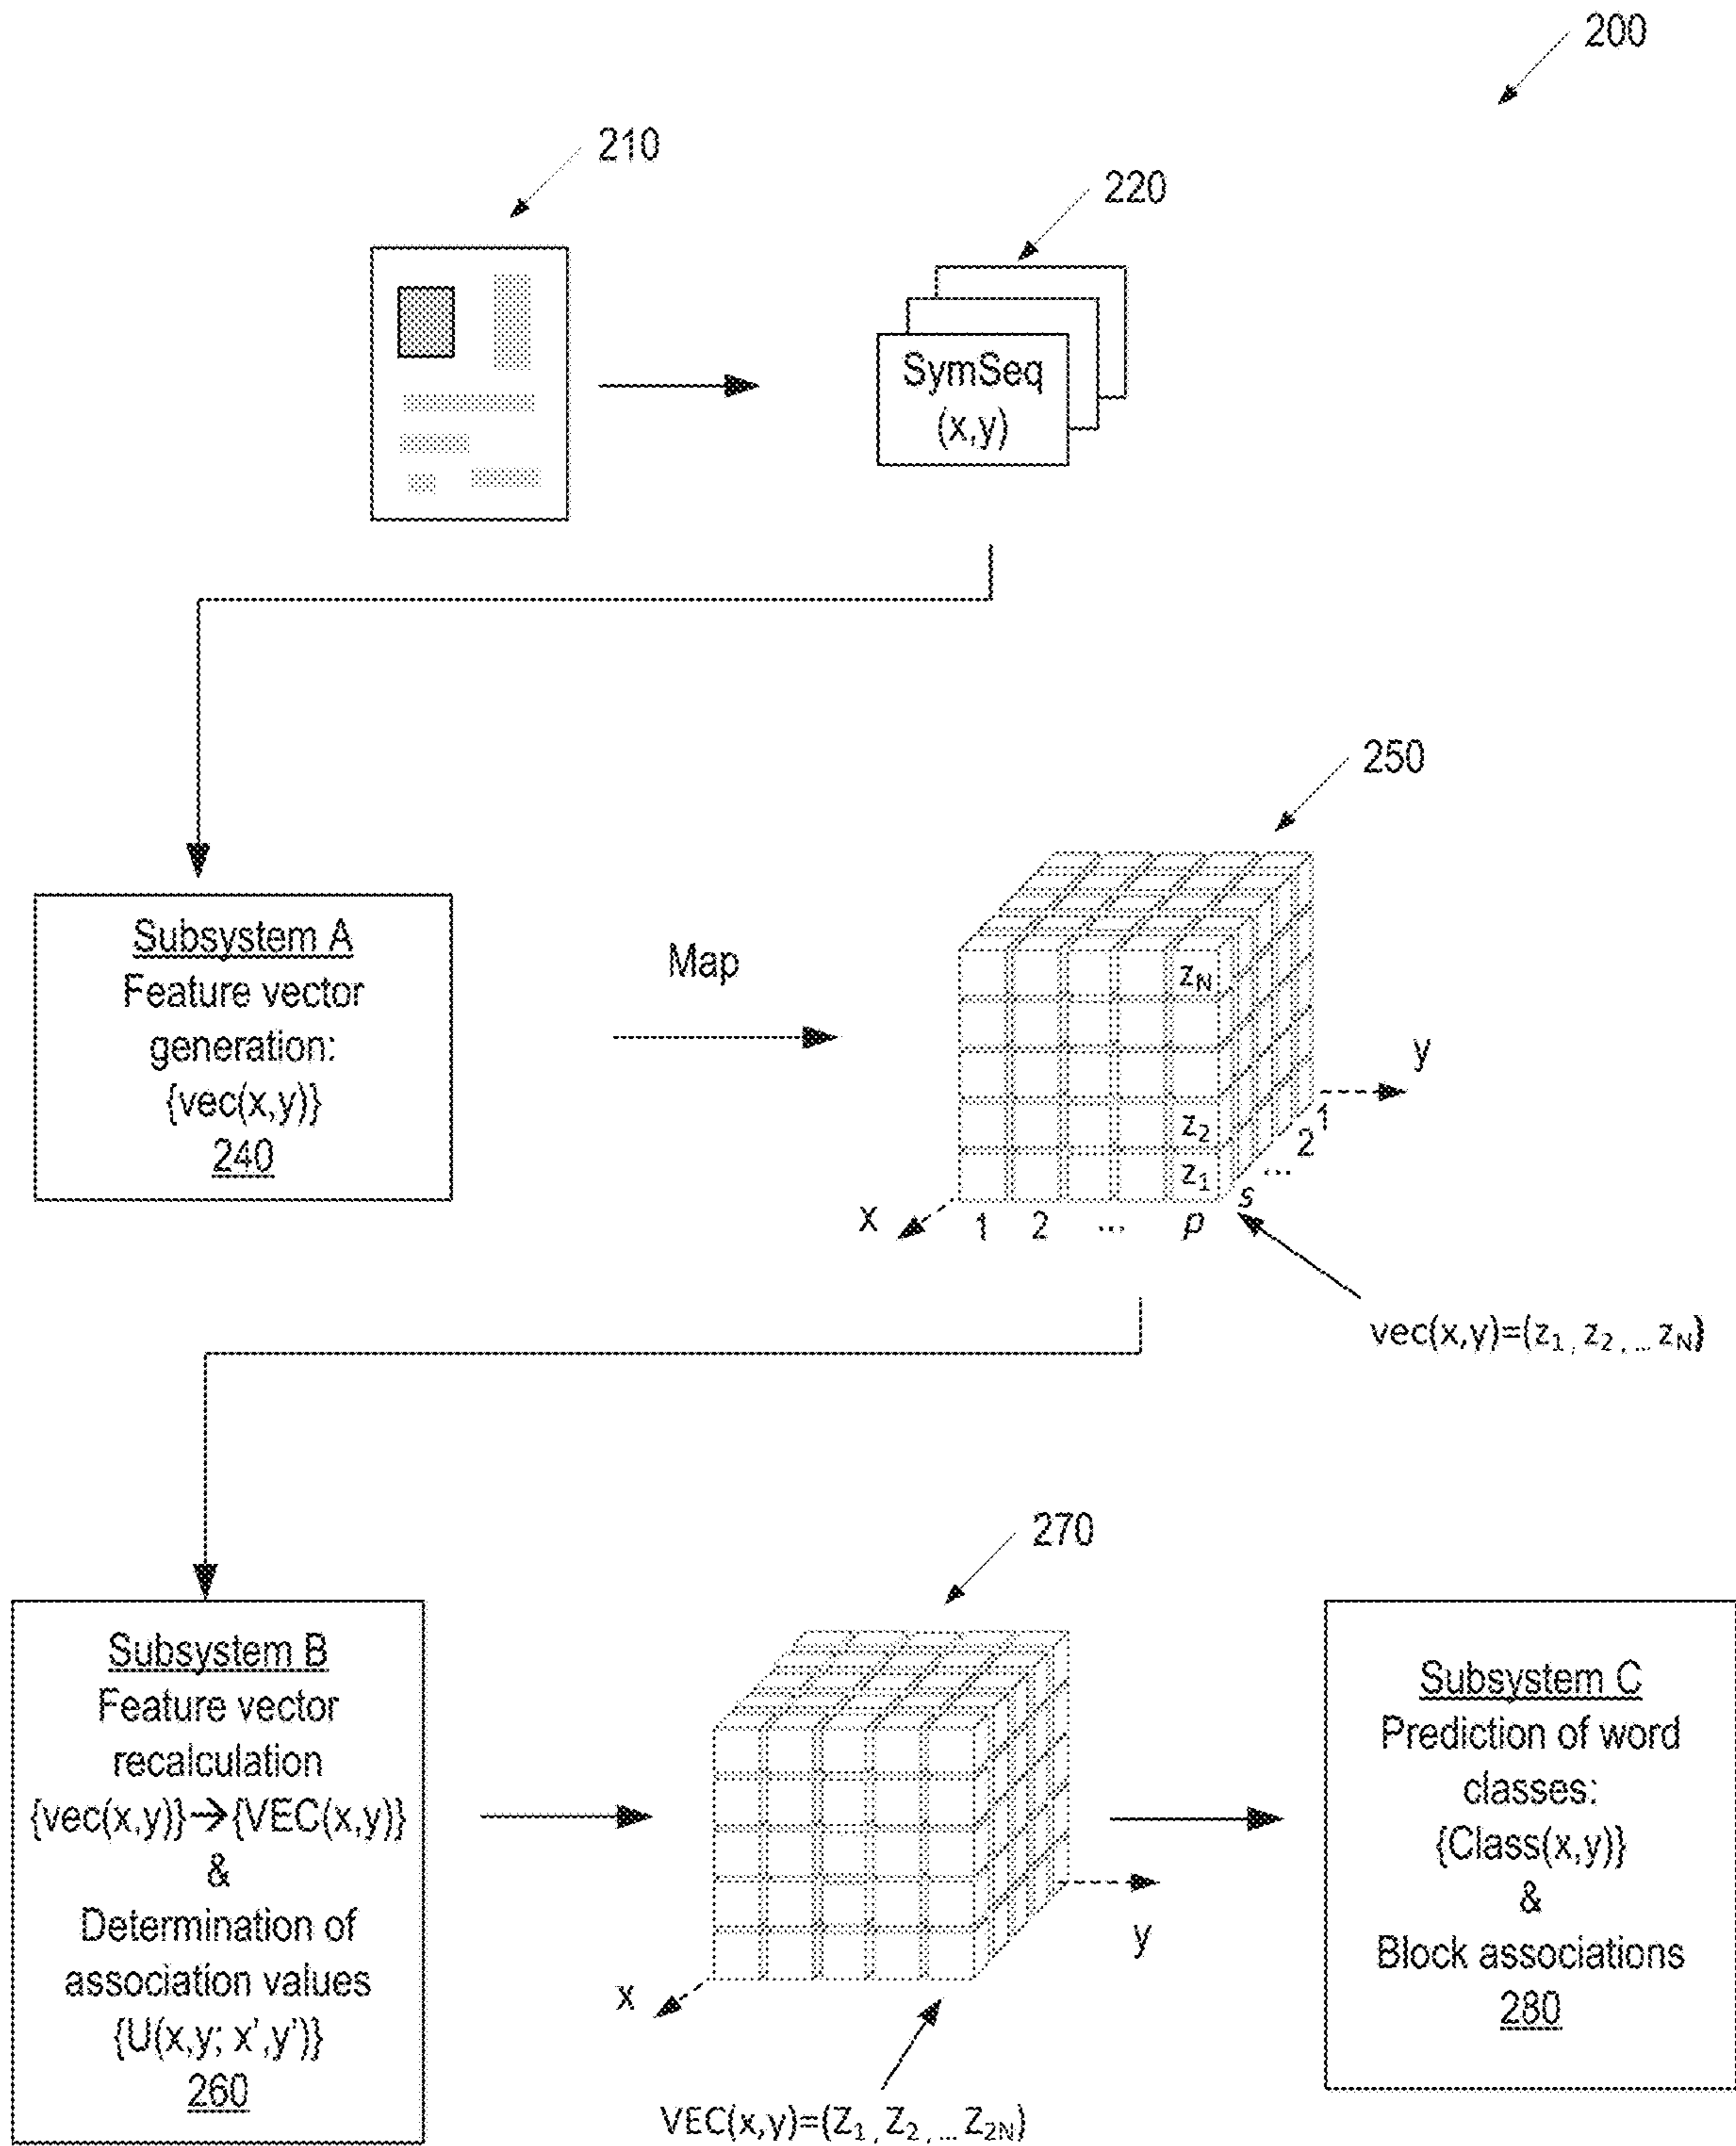 200
210
220
SymSeq
(x,y)
250
Subsystem A
Feature vector
generation:
{vec(x,y)}
240
Map
z_N
z_2
z_1
y
1
2
...
s
x
1 2 ... p
vec(x,y)=(z_1, z_2, ... z_N)
270
Subsystem B
Feature vector
recalculation
{vec(x,y)}→{VEC(x,y)}
&
Determination of
association values
{U(x,y; x',y')}
260
y
x
VEC(x,y)=(Z_1, Z_2, ... Z_2N)
Subsystem C
Prediction of word
classes:
{Class(x,y)}
&
Block associations
280